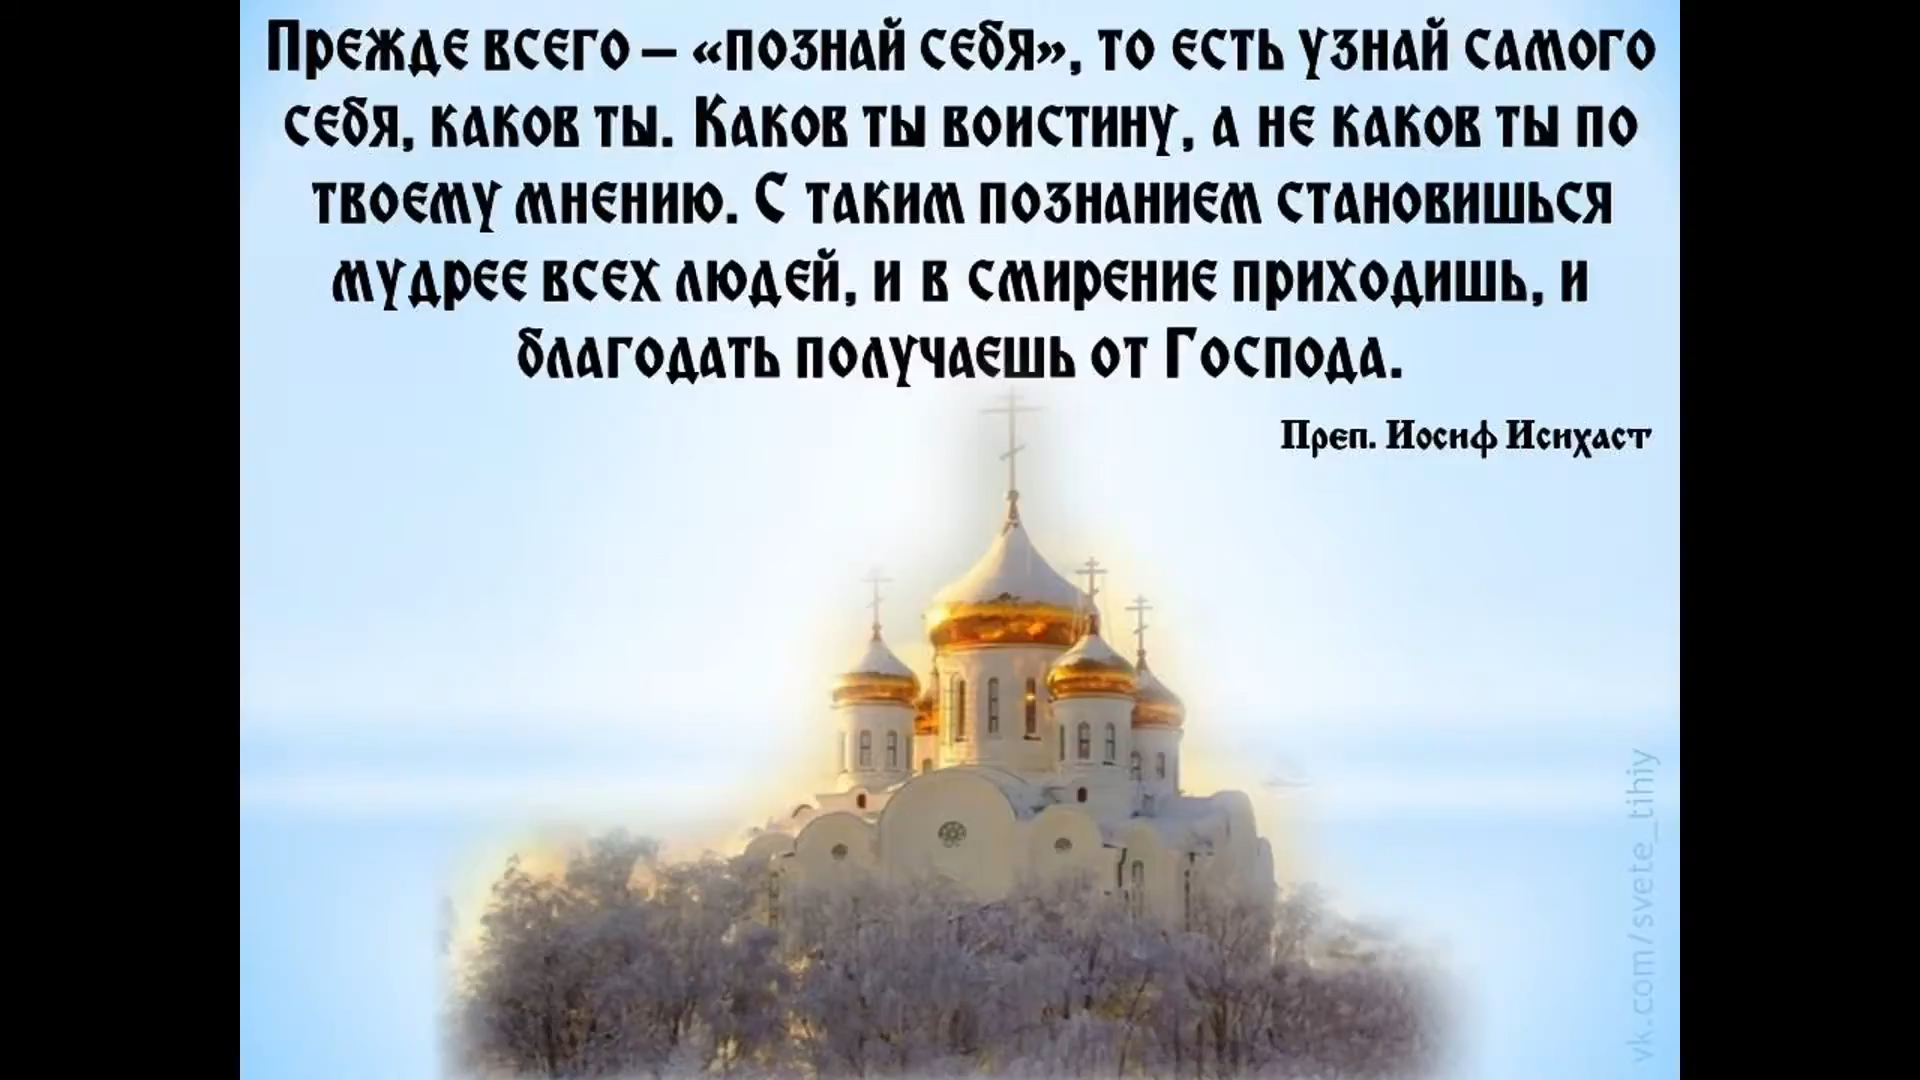 Прежде всего – «познай себя», то есть узнай самого
себя, каков ты. Каков ты воистину, а не каков ты по
твоему мнению. С таким познанием становишься
мудрее всех людей, и в смирение приходишь, и
благодать получаешь от Господа.
Преп. Иосиф Исихаст
vk.com/svete_tihiy